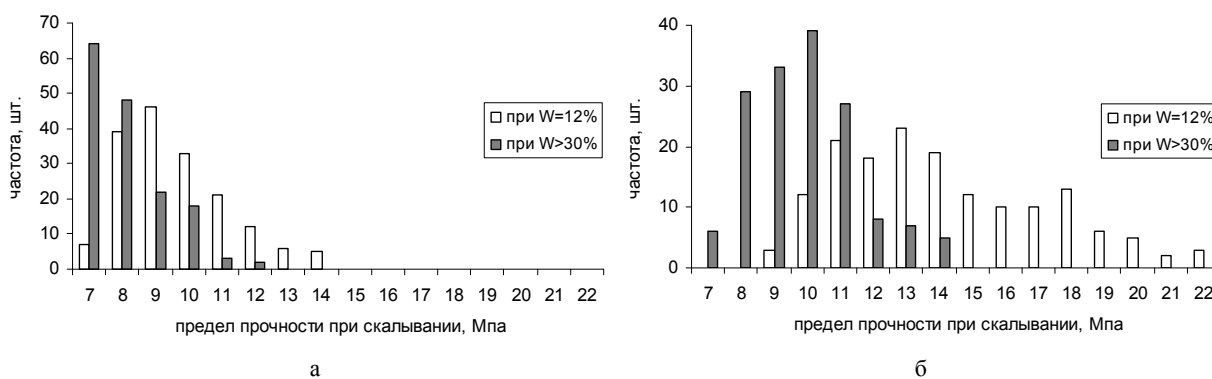 70
60
50
40
30
20
10
0
частота, шт.
при W=12%
при W>30%
7 8 9 10 11 12 13 14 15 16 17 18 19 20 21 22
предел прочности при скалывании, Мпа
а
40
30
20
10
0
частота, шт.
при W=12%
при W>30%
7 8 9 10 11 12 13 14 15 16 17 18 19 20 21 22
предел прочности при скалывании, Мпа
б